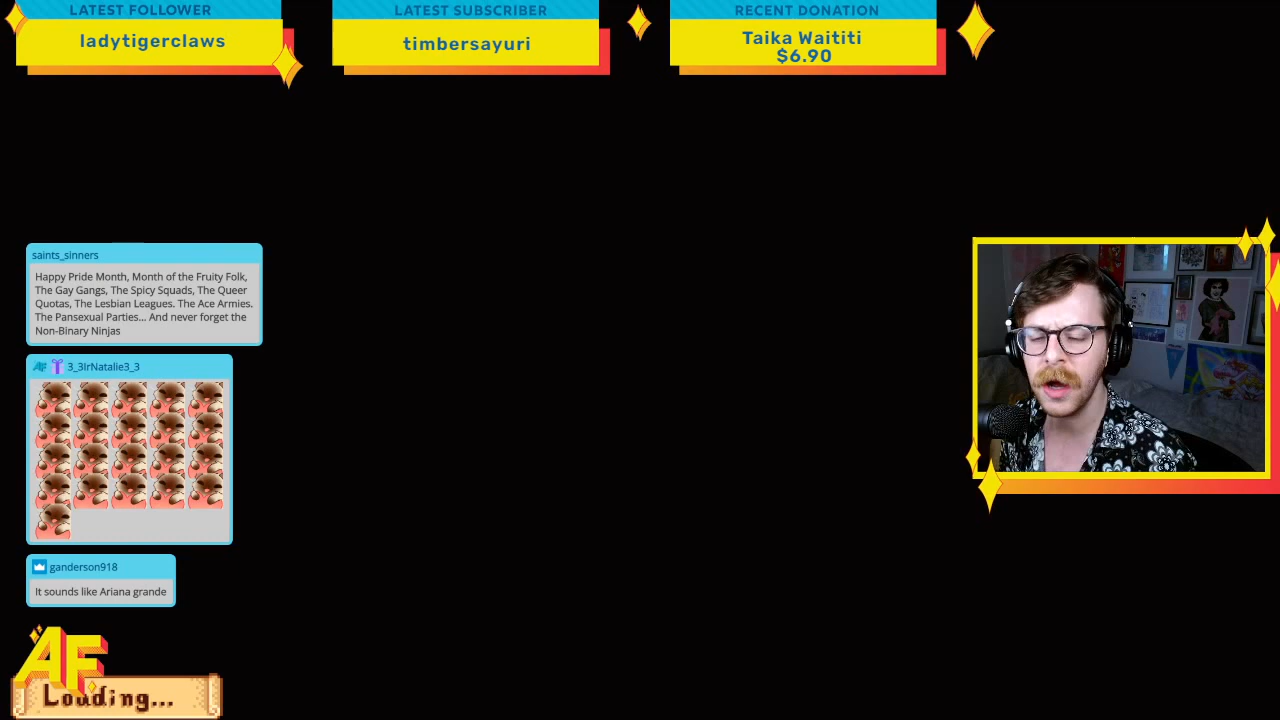 LATEST FOLLOWER
ladytigerclaws
LATEST SUBSCRIBER
timbersayuri
RECENT DONATION
Taika Waititi
$6.90
saints_sinners
Happy Pride Month, Month of the Fruity Folk,
The Gay Gangs, The Spicy Squads, The Queer
Quotas, The Lesbian Leagues. The Ace Armies.
The Pansexual Parties... And never forget the
Non-Binary Ninjas
3_3IrNatalie3_3
ganderson918
It sounds like Ariana grande
AF
Loading...